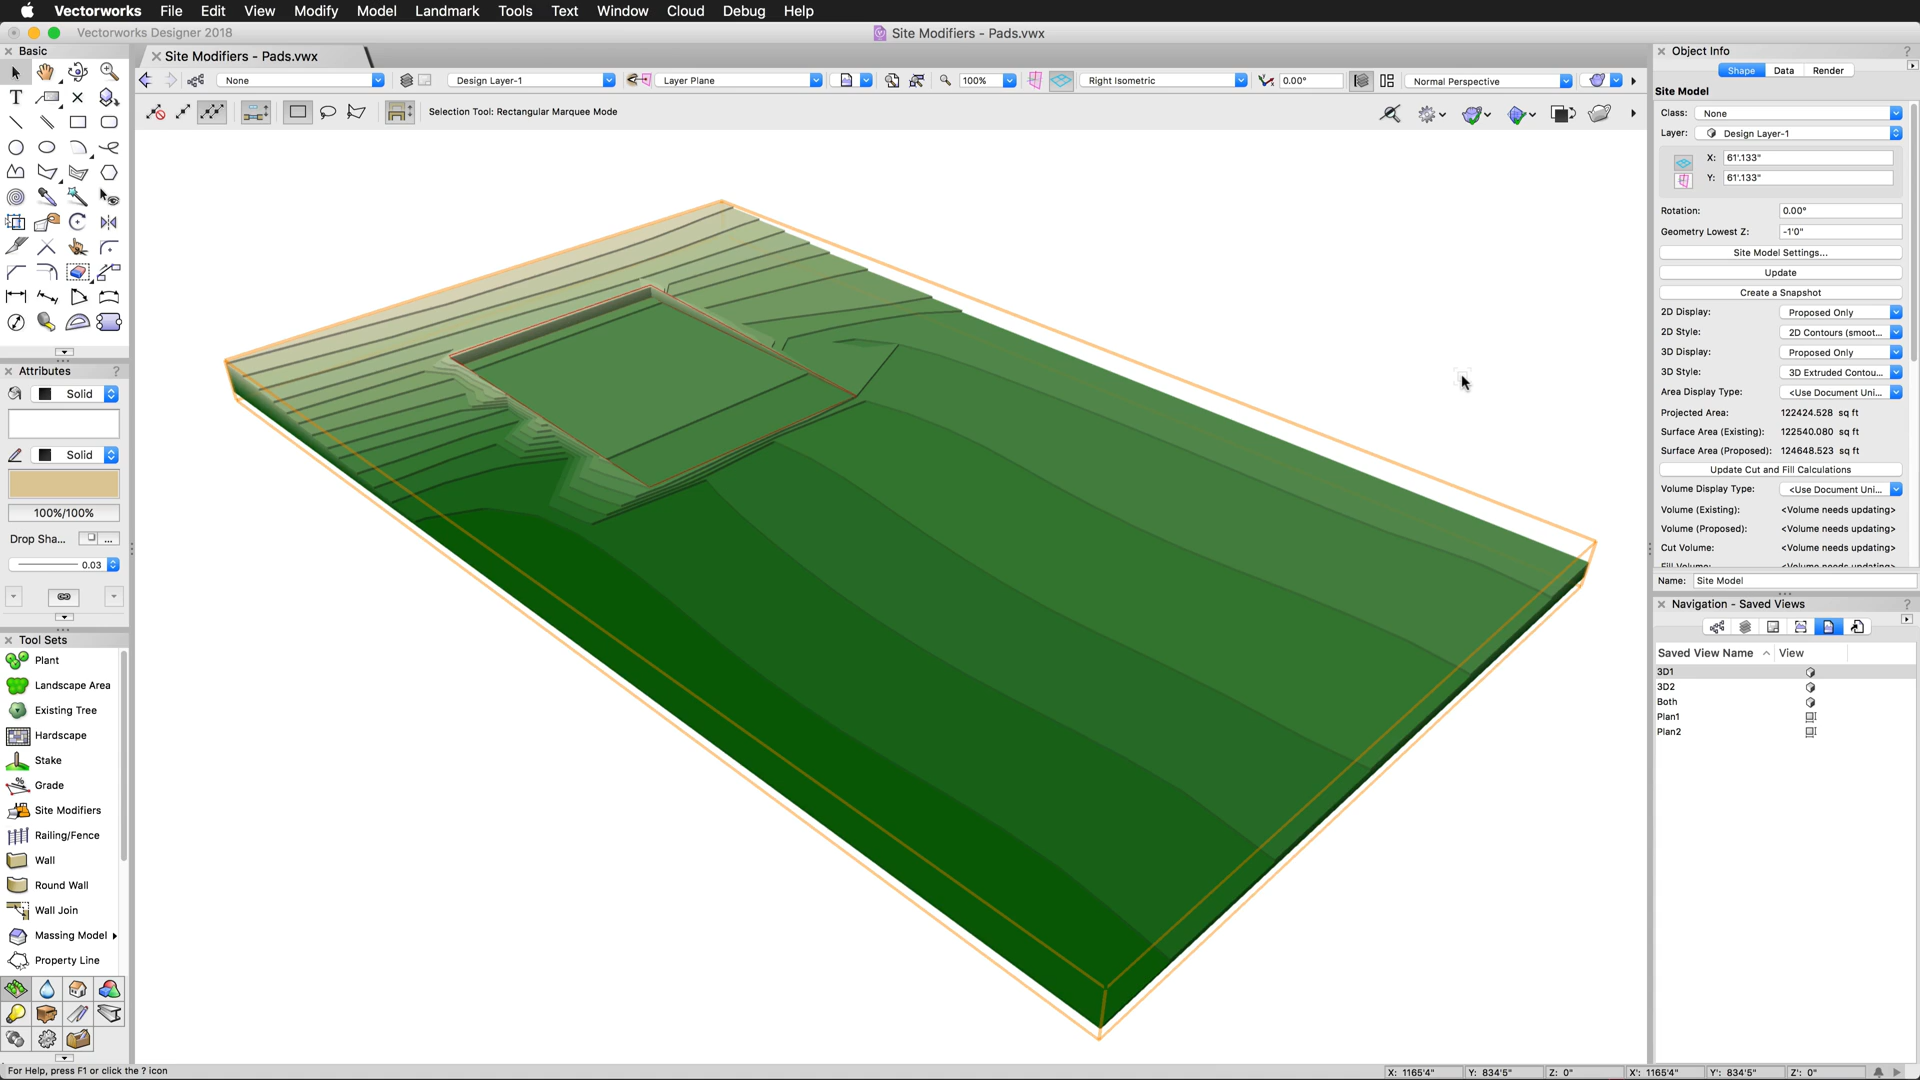 Vectorworks File Edit View Modify Model Landmark Tools Text Window Cloud Debug Help
Vectorworks Designer 2018
Site Modifiers - Pads.vwx
Basic
Site Modifiers - Pads.vwx
None
Design Layer-1
Layer Plane
100%
Right Isometric
0.00°
Normal Perspective
Selection Tool: Rectangular Marquee Mode
Attributes
?
Solid
Solid
100%/100%
Drop Sha...
...
0.03
Tool Sets
Plant
Landscape Area
Existing Tree
Hardscape
Stake
Grade
Site Modifiers
Railing/Fence
Wall
Round Wall
Wall Join
Massing Model
Property Line
Object Info
?
Shape Data Render
Site Model
Class: None
Layer: Design Layer-1
X: 61'.133"
Y: 61'.133"
Rotation: 0.00°
Geometry Lowest Z: -1'0"
Site Model Settings...
Update
Create a Snapshot
2D Display: Proposed Only
2D Style: 2D Contours (smoot...
3D Display: Proposed Only
3D Style: 3D Extruded Contou...
Area Display Type: <Use Document Uni...
Projected Area: 122424.528 sq ft
Surface Area (Existing): 122540.080 sq ft
Surface Area (Proposed): 124648.523 sq ft
Update Cut and Fill Calculations
Volume Display Type: <Use Document Uni...
Volume (Existing): <Volume needs updating>
Volume (Proposed): <Volume needs updating>
Cut Volume: <Volume needs updating>
Fill Volume: <Volume needs updating>
Name: Site Model
Navigation - Saved Views
?
Saved View Name View
3D1
3D2
Both
Plan1
Plan2
For Help, press F1 or click the ? icon
X: 1165'4" Y: 834'5" Z: 0" X': 1165'4" Y': 834'5" Z': 0"